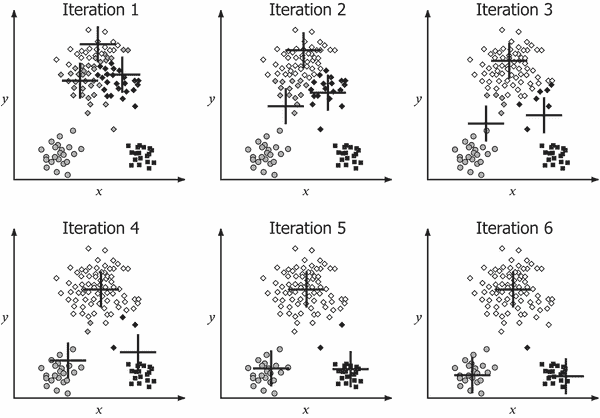 Iteration 1
Iteration 2
Iteration 3
y
x
y
x
y
x
Iteration 4
Iteration 5
Iteration 6
y
x
y
x
y
x